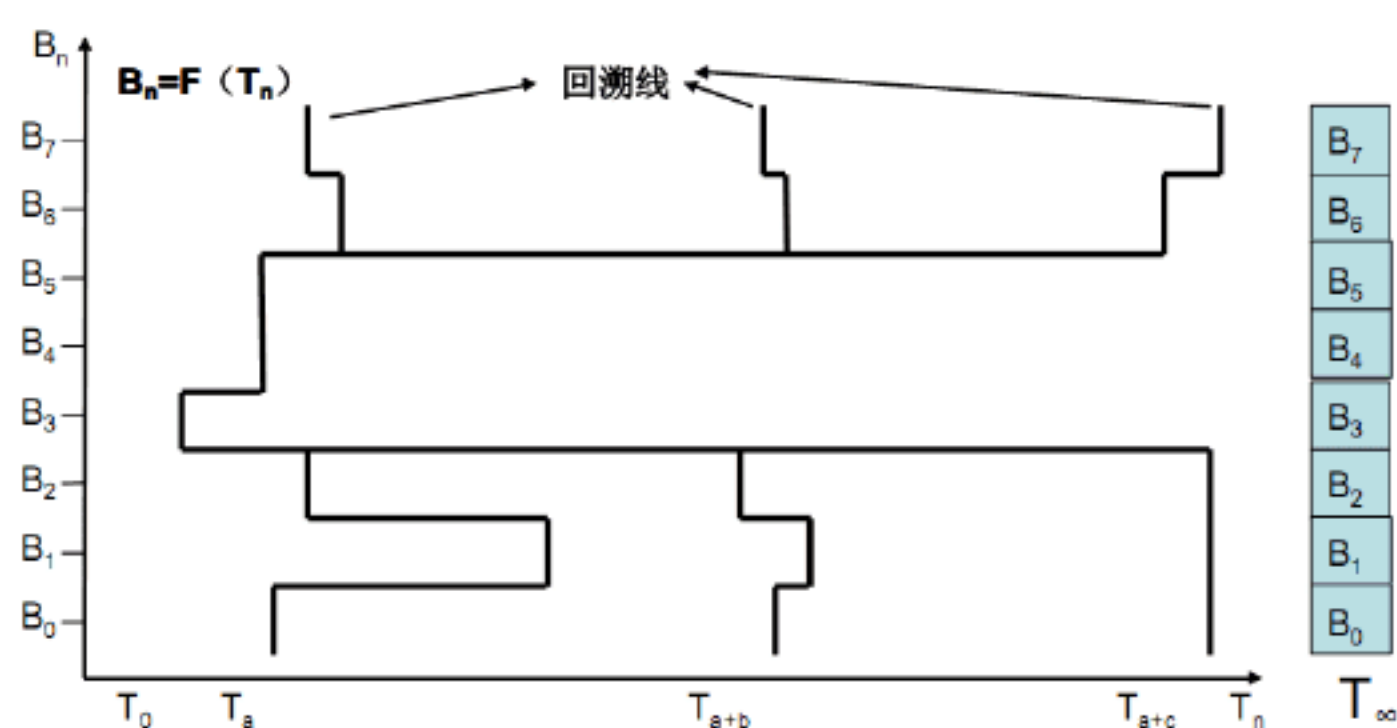 Bn
Bn=F（Tn）
回溯线
B7
B6
B5
B4
B3
B2
B1
B0
T0 Ta Ta+b Ta+c Tn
B7
B6
B5
B4
B3
B2
B1
B0
T∞